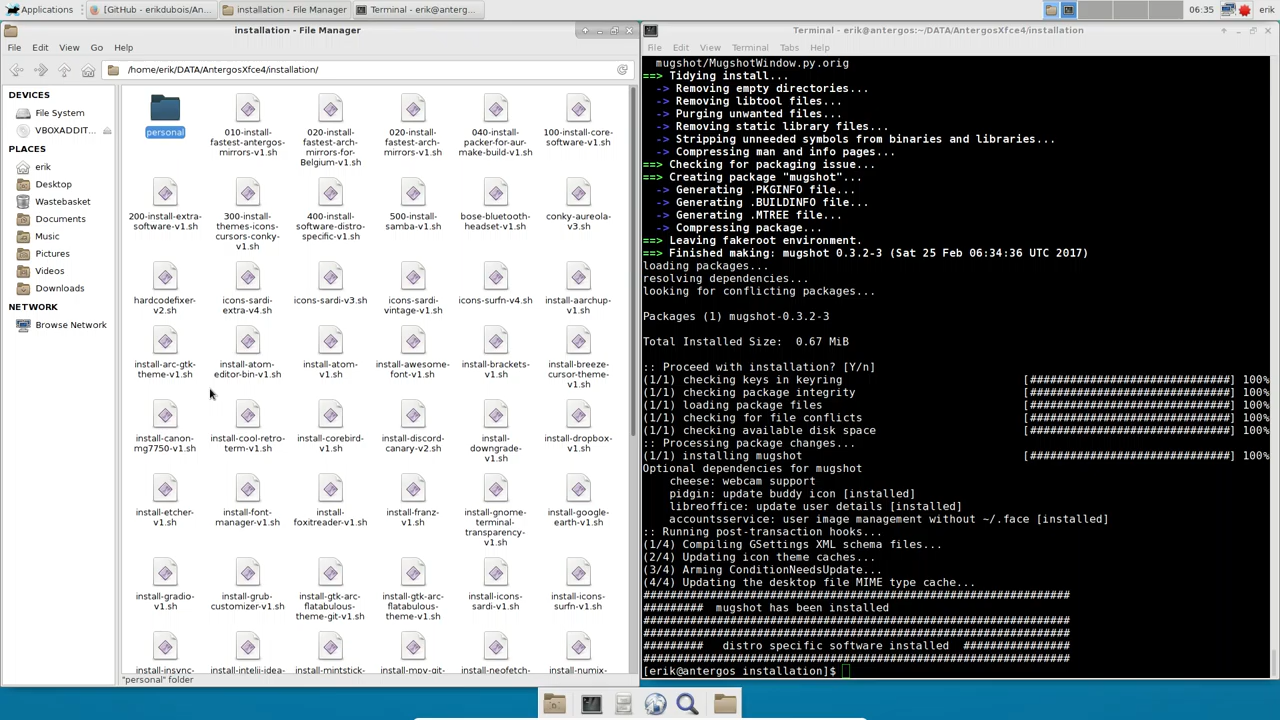 Applications
[GitHub - erikdubois/An...
installation - File Manager
Terminal - erik@anterg...
06:35
erik
installation - File Manager
File Edit View Go Help
/home/erik/DATA/AntergosXfce4/installation/
DEVICES
File System
VBOXADDIT...
PLACES
erik
Desktop
Wastebasket
Documents
Music
Pictures
Videos
Downloads
NETWORK
Browse Network
personal
010-install-
fastest-antergos-
mirrors-v1.sh
020-install-
fastest-arch-
mirrors-for-
Belgium-v1.sh
020-install-
fastest-arch-
mirrors-v1.sh
040-install-
packer-for-aur-
make-build-v1.sh
100-install-core-
software-v1.sh
200-install-extra-
software-v1.sh
300-install-
themes-icons-
cursors-conky-
v1.sh
400-install-
software-distro-
specific-v1.sh
500-install-
samba-v1.sh
bose-bluetooth-
headset-v1.sh
conky-aureola-
v3.sh
hardcodefixer-
v2.sh
icons-sardi-
extra-v4.sh
icons-sardi-v3.sh
icons-sardi-
vintage-v1.sh
icons-surfn-v4.sh
install-
aarchup-
v1.sh
install-arc-gtk-
theme-v1.sh
install-atom-
editor-bin-v1.sh
install-atom-
v1.sh
install-awesome-
font-v1.sh
install-brackets-
v1.sh
install-breeze-
cursor-theme-
v1.sh
install-canon-
mg7750-v1.sh
install-cool-retro-
term-v1.sh
install-corebird-
v1.sh
install-discord-
canary-v2.sh
install-
downgrade-
v1.sh
install-dropbox-
v1.sh
install-etcher-
v1.sh
install-font-
manager-v1.sh
install-
foxitreader-v1.sh
install-franz-
v1.sh
install-gnome-
terminal-
transparency-
v1.sh
install-google-
earth-v1.sh
install-gradio-
v1.sh
install-grub-
customizer-v1.sh
install-gtk-arc-
flatabulous-
theme-git-v1.sh
install-gtk-arc-
flatabulous-
theme-v1.sh
install-icons-
sardi-v1.sh
install-icons-
surfn-v1.sh
install-insync-
install-intelij-idea-
install-mintstick-
install-mpv-git-
install-neofetch-
install-numix-
"personal" folder
Terminal - erik@antergos:~/DATA/AntergosXfce4/installation
File Edit View Terminal Tabs Help
mugshot/MugshotWindow.py.orig
==> Tidying install...
-> Removing empty directories...
-> Removing libtool files...
-> Purging unwanted files...
-> Removing static library files...
-> Stripping unneeded symbols from binaries and libraries...
-> Compressing man and info pages...
==> Checking for packaging issue...
==> Creating package "mugshot"...
-> Generating .PKGINFO file...
-> Generating .BUILDINFO file...
-> Generating .MTREE file...
-> Compressing package...
==> Leaving fakeroot environment.
==> Finished making: mugshot 0.3.2-3 (Sat 25 Feb 06:34:36 UTC 2017)
loading packages...
resolving dependencies...
looking for conflicting packages...
Packages (1) mugshot-0.3.2-3
Total Installed Size: 0.67 MiB
:: Proceed with installation? [Y/n]
(1/1) checking keys in keyring [##############################] 100%
(1/1) checking package integrity [##############################] 100%
(1/1) loading package files [##############################] 100%
(1/1) checking for file conflicts [##############################] 100%
(1/1) checking available disk space [##############################] 100%
:: Processing package changes...
(1/1) installing mugshot [##############################] 100%
Optional dependencies for mugshot
cheese: webcam support
pidgin: update buddy icon [installed]
libreoffice: update user details [installed]
accountsservice: user image management without ~/.face [installed]
:: Running post-transaction hooks...
(1/4) Compiling GSettings XML schema files...
(2/4) Updating icon theme caches...
(3/4) Arming ConditionNeedsUpdate...
(4/4) Updating the desktop file MIME type cache...
################################################################
######### mugshot has been installed
################################################################
################################################################
######### distro specific software installed ################
################################################################
[erik@antergos installation]$